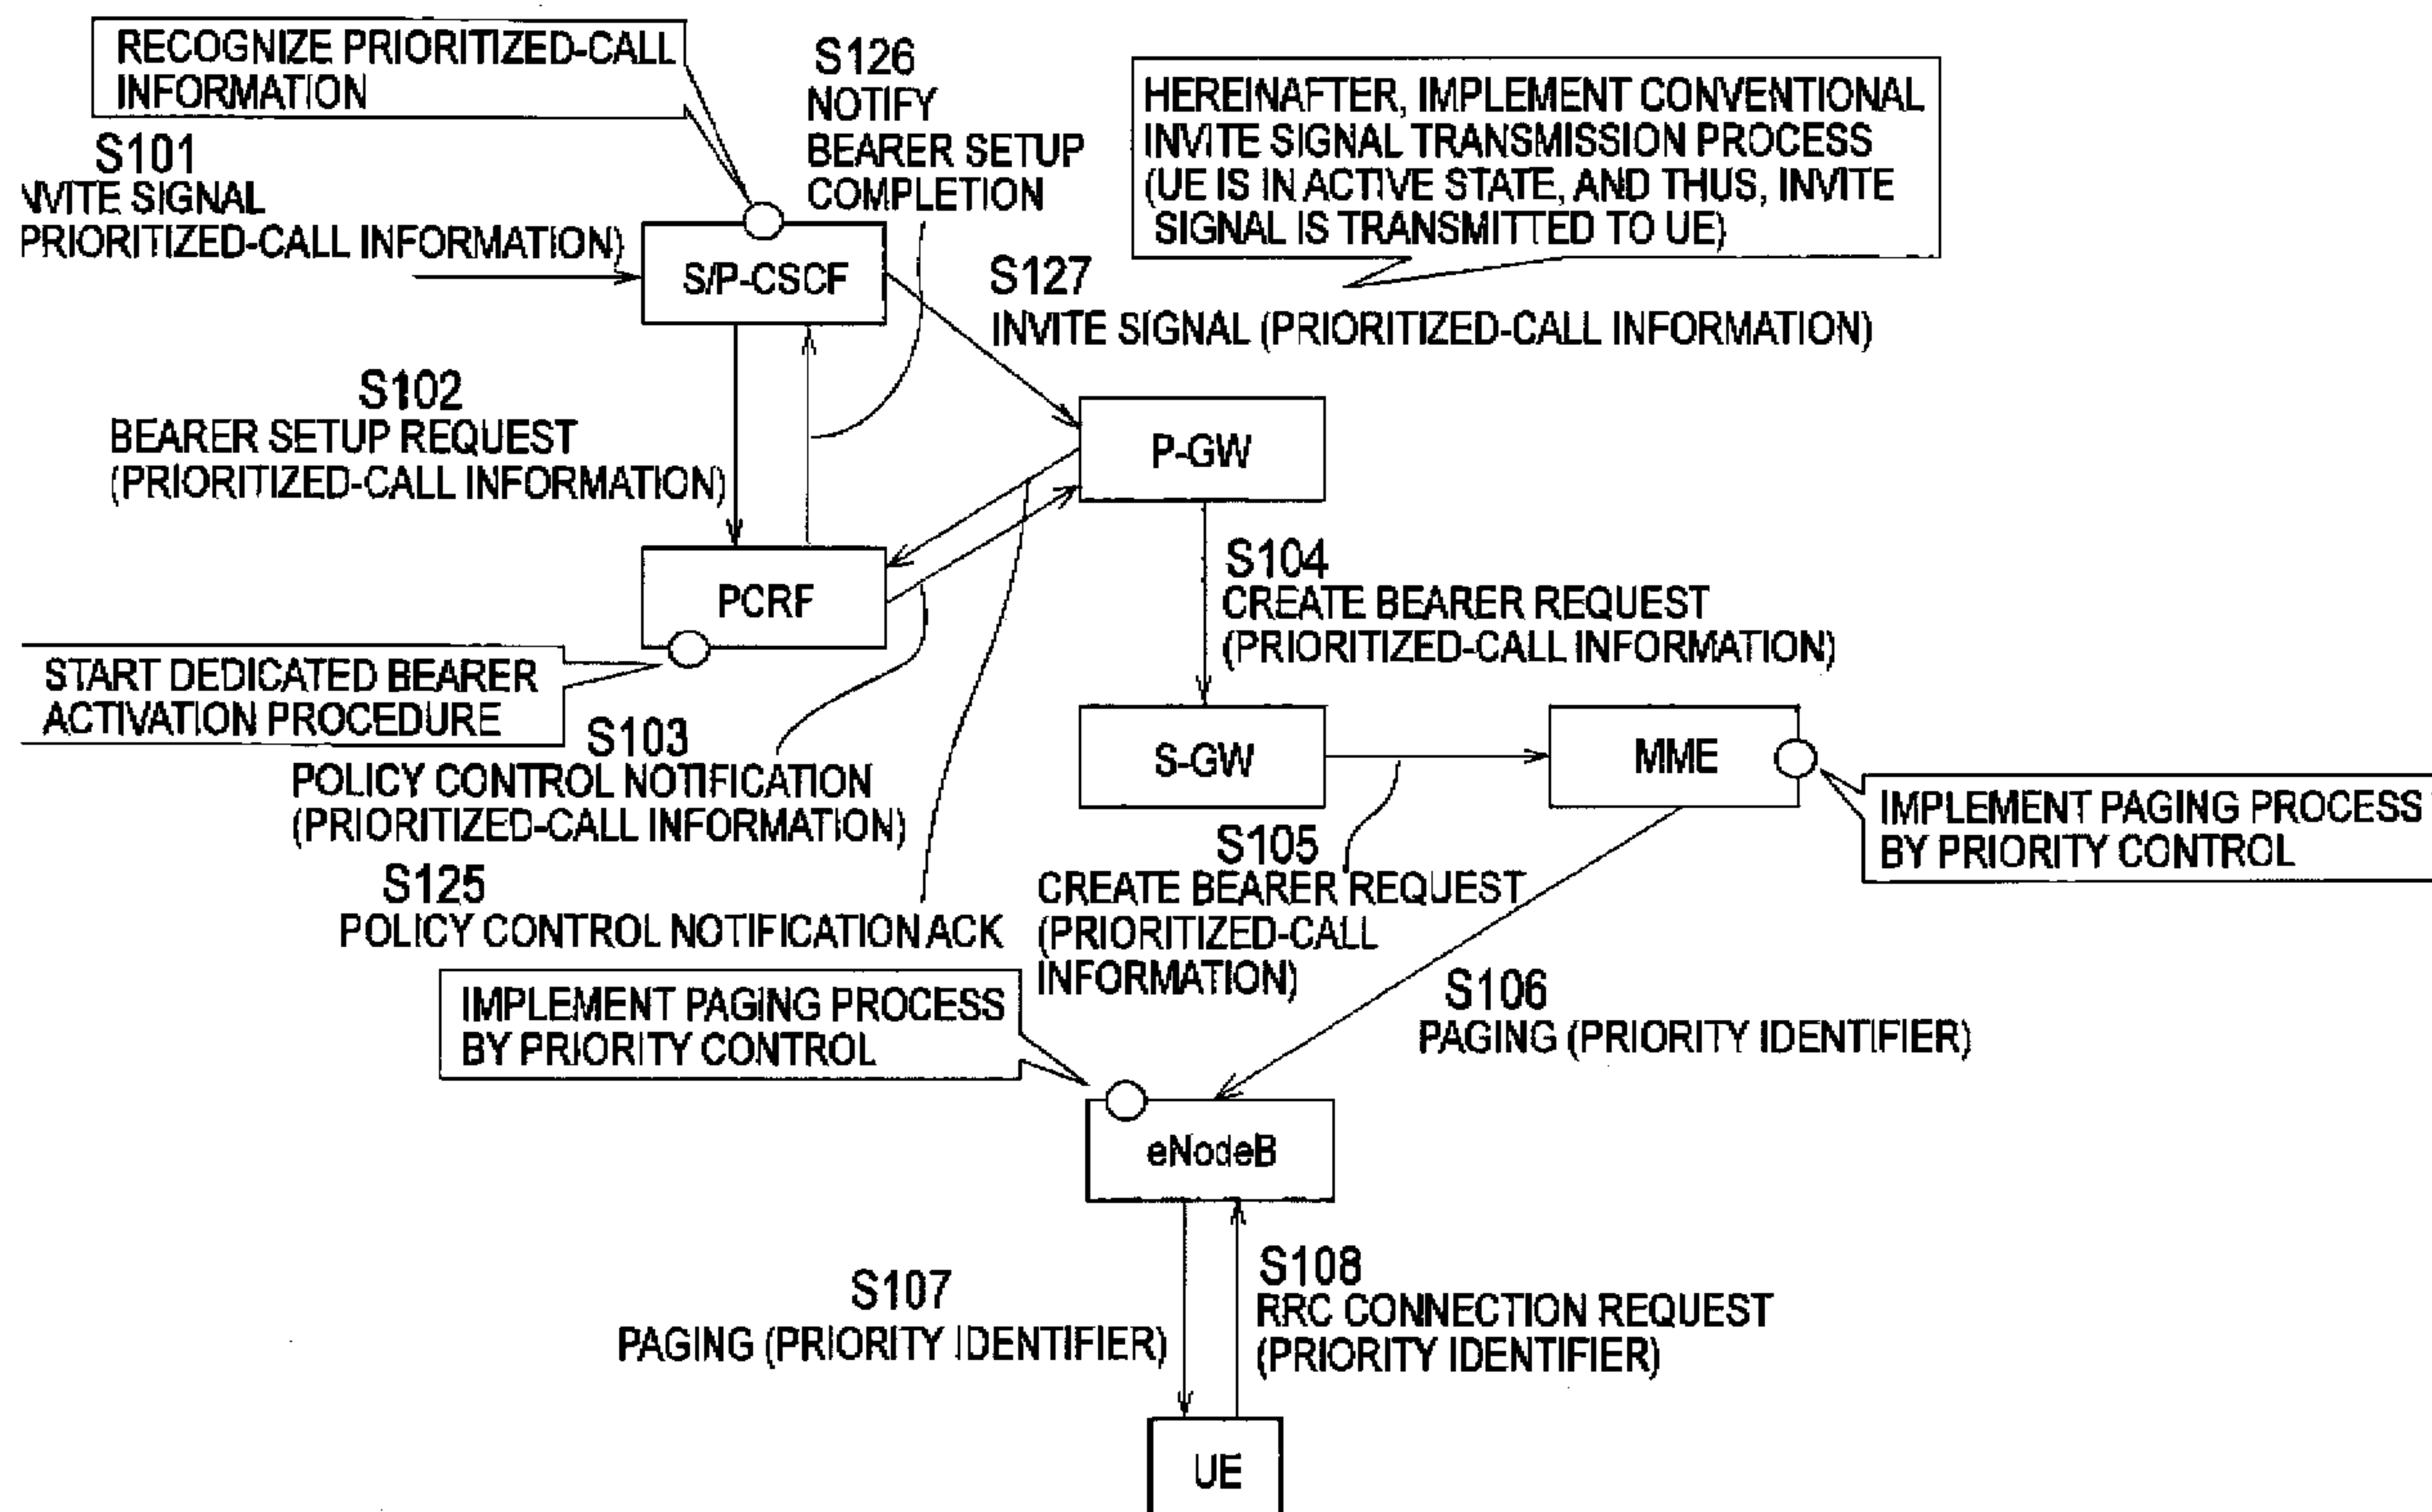 RECOGNIZE PRIORITIZED-CALL
INFORMATION
S101
NVITE SIGNAL
PRIORITIZED-CALL INFORMATION)
S126
NOTIFY
BEARER SETUP
COMPLETION
HEREINAFTER, IMPLEMENT CONVENTIONAL
INVITE SIGNAL TRANSMISSION PROCESS
(UE IS IN ACTIVE STATE, AND THUS, INVITE
SIGNAL IS TRANSMITTED TO UE)
S/P-CSCF
S127
INVITE SIGNAL (PRIORITIZED-CALL INFORMATION)
S102
BEARER SETUP REQUEST
(PRIORITIZED-CALL INFORMATION)
P-GW
PCRF
S104
CREATE BEARER REQUEST
(PRIORITIZED-CALL INFORMATION)
START DEDICATED BEARER
ACTIVATION PROCEDURE
S103
POLICY CONTROL NOTIFICATION
(PRIORITIZED-CALL INFORMATION)
S-GW
MME
IMPLEMENT PAGING PROCESS
BY PRIORITY CONTROL
S105
CREATE BEARER REQUEST
(PRIORITIZED-CALL
INFORMATION)
S125
POLICY CONTROL NOTIFICATION ACK
IMPLEMENT PAGING PROCESS
BY PRIORITY CONTROL
S106
PAGING (PRIORITY IDENTIFIER)
eNodeB
S107
PAGING (PRIORITY IDENTIFIER)
S108
RRC CONNECTION REQUEST
(PRIORITY IDENTIFIER)
UE